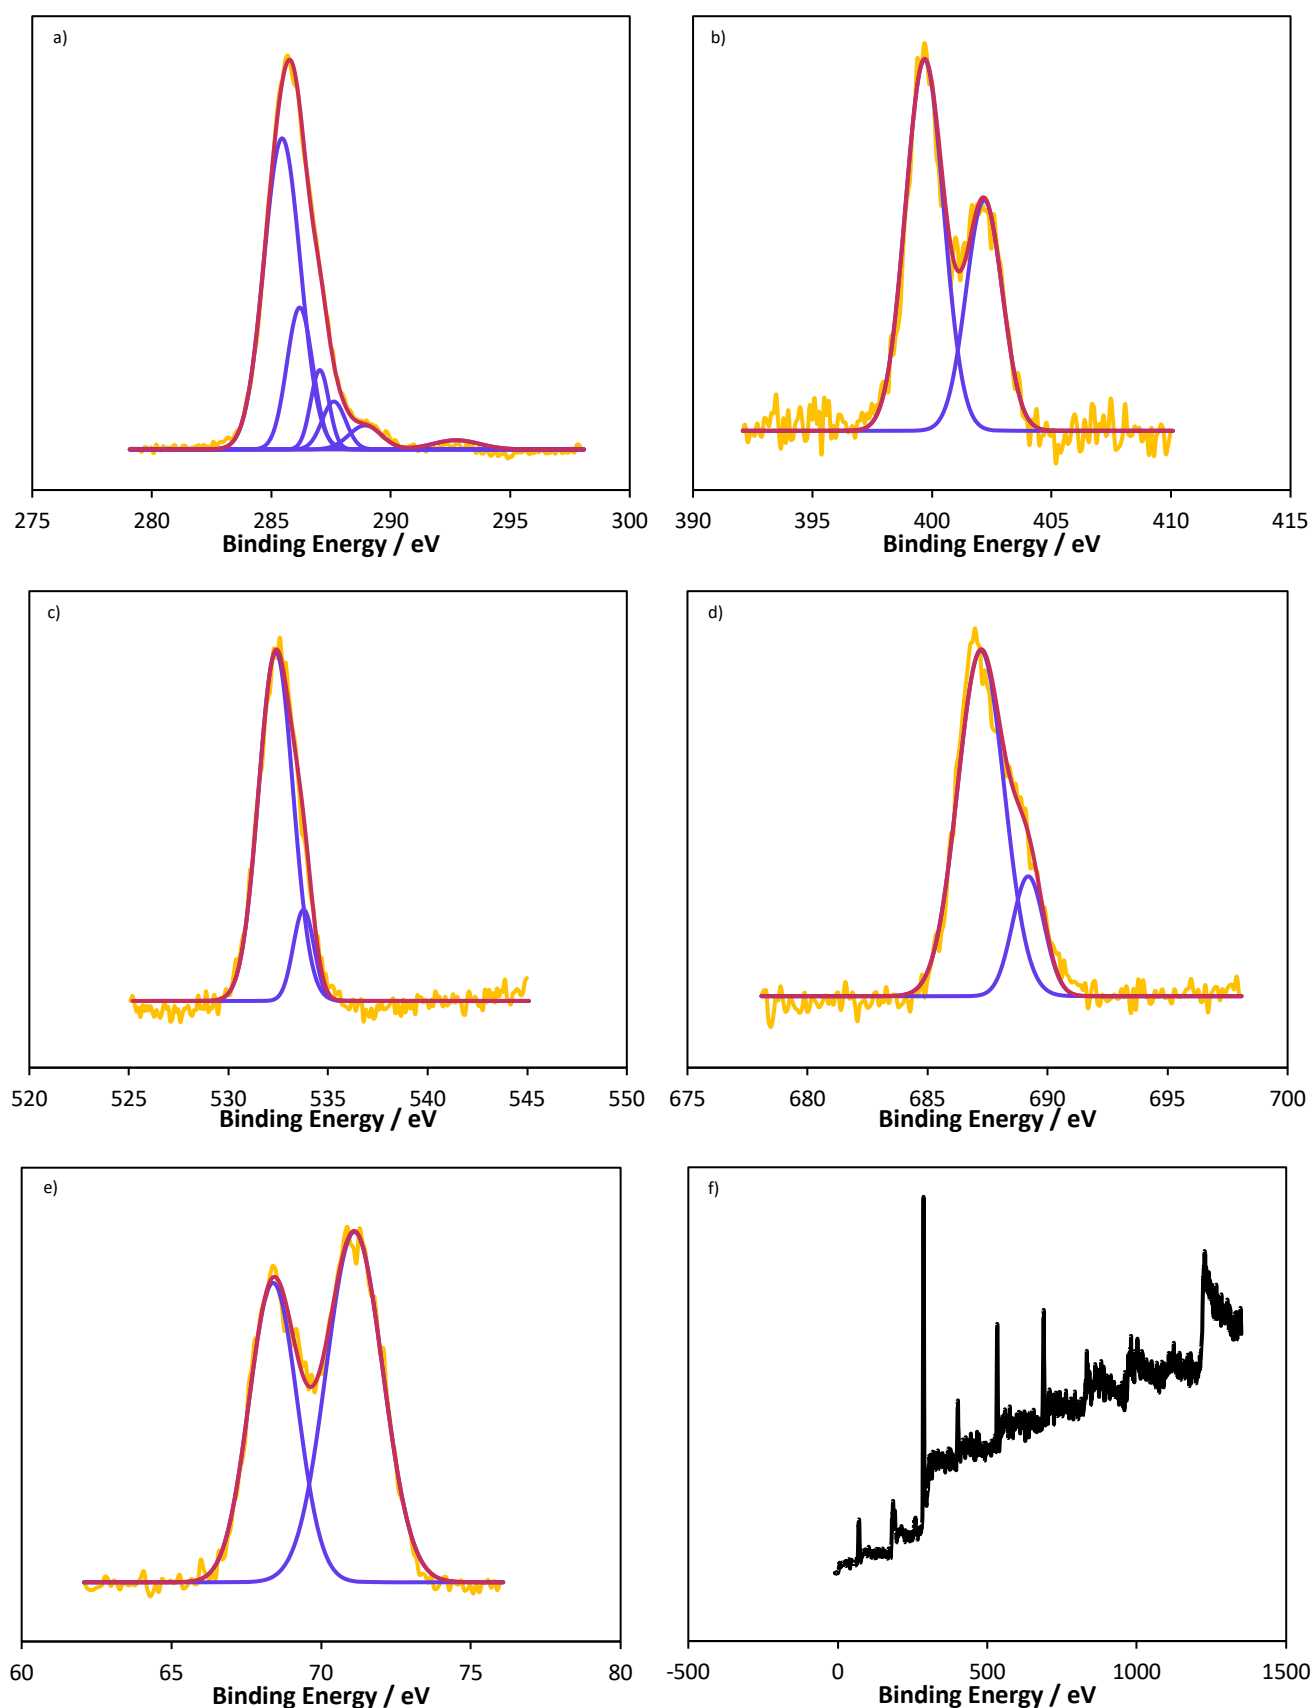 a)
275 280 285 290 295 300
Binding Energy / eV
b)
390 395 400 405 410 415
Binding Energy / eV
c)
520 525 530 535 540 545 550
Binding Energy / eV
d)
675 680 685 690 695 700
Binding Energy / eV
e)
60 65 70 75 80
Binding Energy / eV
f)
-500 0 500 1000 1500
Binding Energy / eV